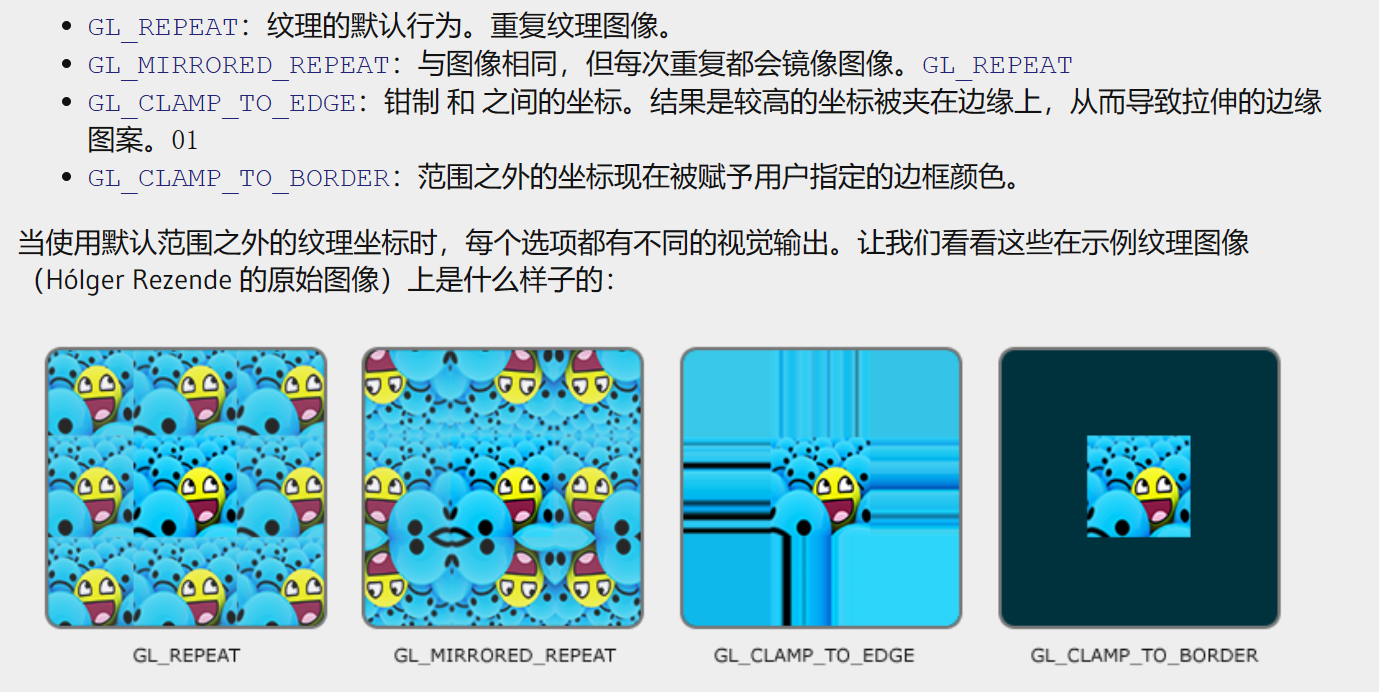 • GL_REPEAT：纹理的默认行为。重复纹理图像。
• GL_MIRRORED_REPEAT：与图像相同，但每次重复都会镜像图像。GL_REPEAT
• GL_CLAMP_TO_EDGE：钳制 和 之间的坐标。结果是较高的坐标被夹在边缘上，从而导致拉伸的边缘
图案。01
• GL_CLAMP_TO_BORDER：范围之外的坐标现在被赋予用户指定的边框颜色。
当使用默认范围之外的纹理坐标时，每个选项都有不同的视觉输出。让我们看看这些在示例纹理图像
（Hólger Rezende 的原始图像）上是什么样子的：
GL_REPEAT
GL_MIRRORED_REPEAT
GL_CLAMP_TO_EDGE
GL_CLAMP_TO_BORDER